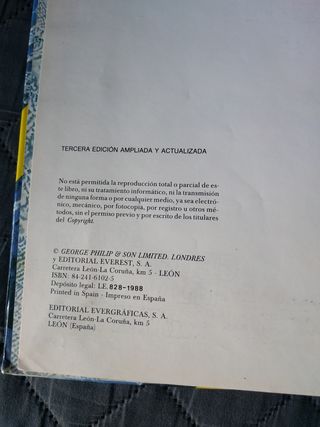 TERCERA EDICIÓN AMPLIADA Y ACTUALIZADA
No está permitida la reproducción total o parcial de es-
te libro, ni su tratamiento informático, ni la transmisión
de ninguna forma o por cualquier medio, ya sea electró-
nico, mecánico, por fotocopia, por registro u otros mé-
todos, sin el permiso previo y por escrito de los titulares
del Copyright.
© GEORGE PHILIP & SON LIMITED. LONDRES
y EDITORIAL EVEREST, S. A.
Carretera León-La Coruña, km 5 - LEÓN
ISBN: 84-241-6102-5
Depósito legal: LE. 828-1988
Printed in Spain - Impreso en España
EDITORIAL EVERGRÁFICAS, S. A.
Carretera León-La Coruña, km 5
LEÓN (España)